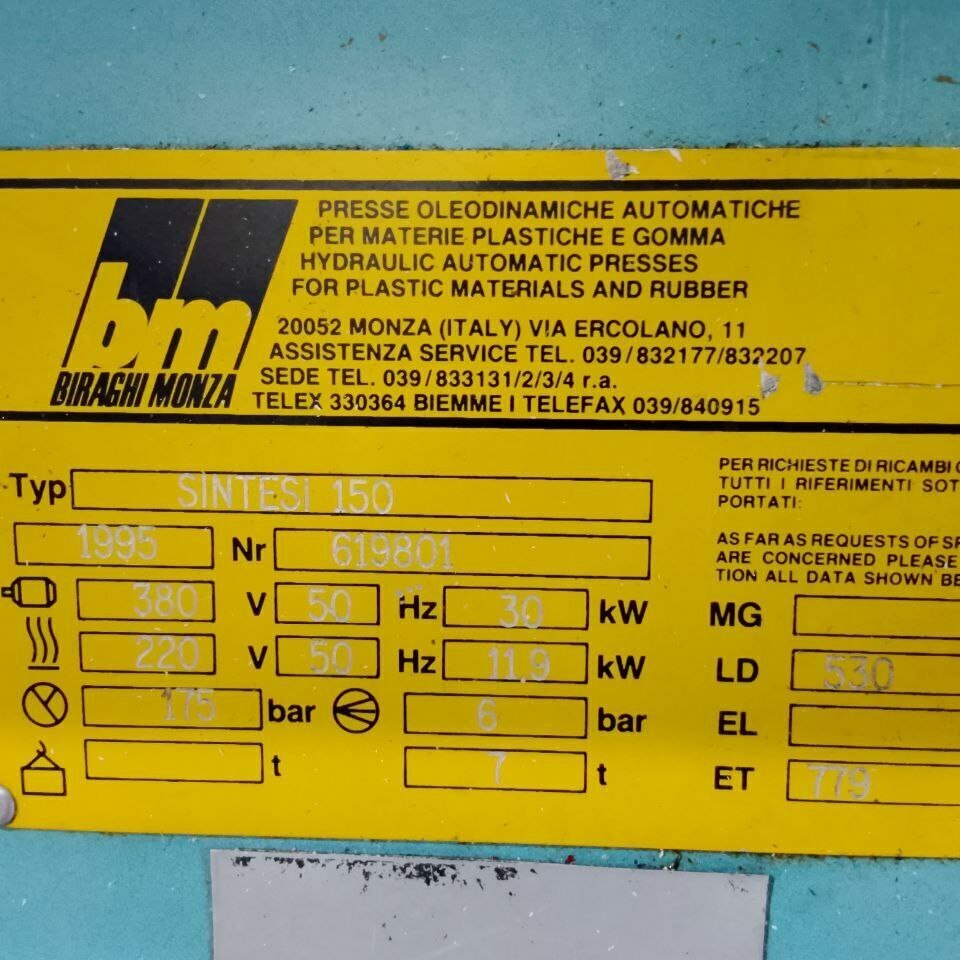 bm
BIRAGHI MONZA
PRESSE OLEODINAMICHE AUTOMATICHE
PER MATERIE PLASTICHE E GOMMA
HYDRAULIC AUTOMATIC PRESSES
FOR PLASTIC MATERIALS AND RUBBER
20052 MONZA (ITALY) VIA ERCOLANO, 11
ASSISTENZA SERVICE TEL. 039/832177/832207
SEDE TEL. 039/833131/2/3/4 r.a.
TELEX 330364 BIEMME I TELEFAX 039/840915
Typ SINTESI 150
1995 Nr 619801
380 V 50 Hz 30 kW
220 V 50 Hz 11,9 kW
175 bar 6 bar
t 7 t
PER RICHIESTE DI RICAMBI
TUTTI I RIFERIMENTI SOT
PORTATI:
AS FAR AS REQUESTS OF SP
ARE CONCERNED PLEASE
TION ALL DATA SHOWN BE
MG
LD 530
EL
ET 779